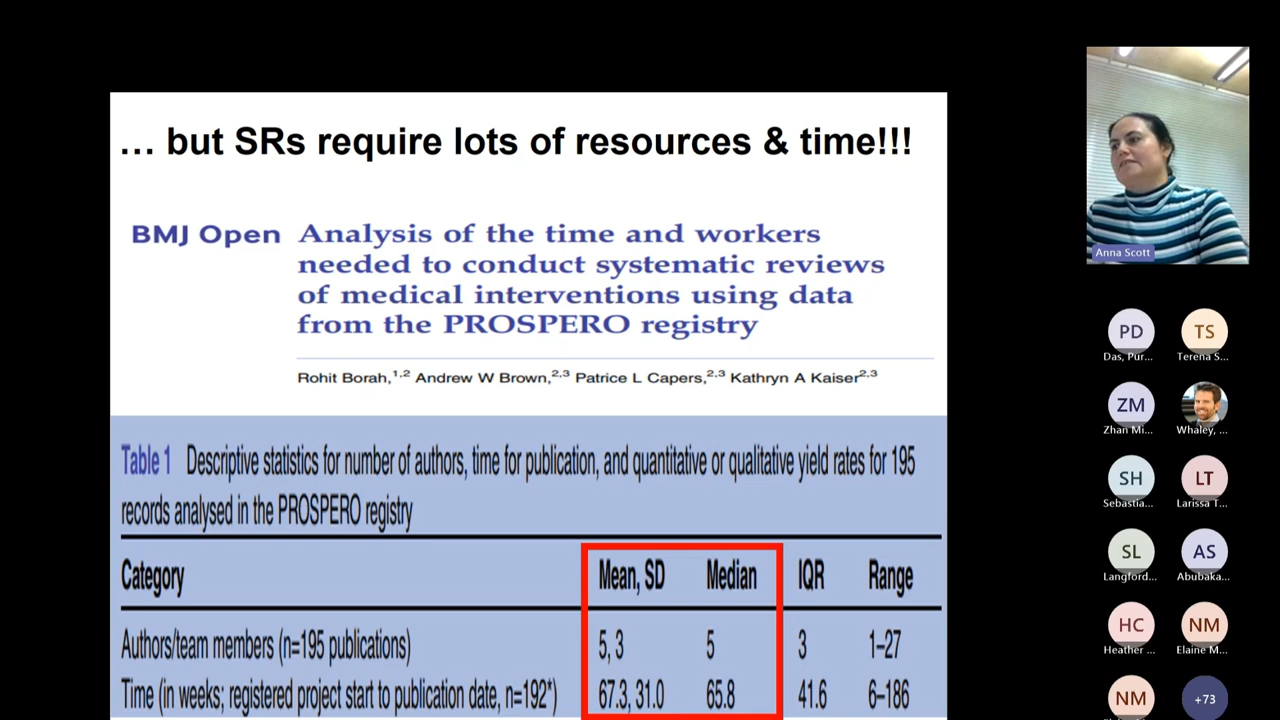 … but SRs require lots of resources & time!!!
BMJ Open
Analysis of the time and workers
needed to conduct systematic reviews
of medical interventions using data
from the PROSPERO registry
Rohit Borah,1,2 Andrew W Brown,2,3 Patrice L Capers,2,3 Kathryn A Kaiser2,3
Table 1 Descriptive statistics for number of authors, time for publication, and quantitative or qualitative yield rates for 195
records analysed in the PROSPERO registry
Category Mean, SD Median IQR Range
Authors/team members (n=195 publications) 5, 3 5 3 1–27
Time (in weeks; registered project start to publication date, n=192*) 67.3, 31.0 65.8 41.6 6–186
Anna Scott
PD TS
Das, Pur... Terena S...
ZM
Zhan Mi... Whaley, ...
SH LT
Sebastia... Larissa T...
SL AS
Langford... Abubaka...
HC NM
Heather ... Elaine M...
NM +73